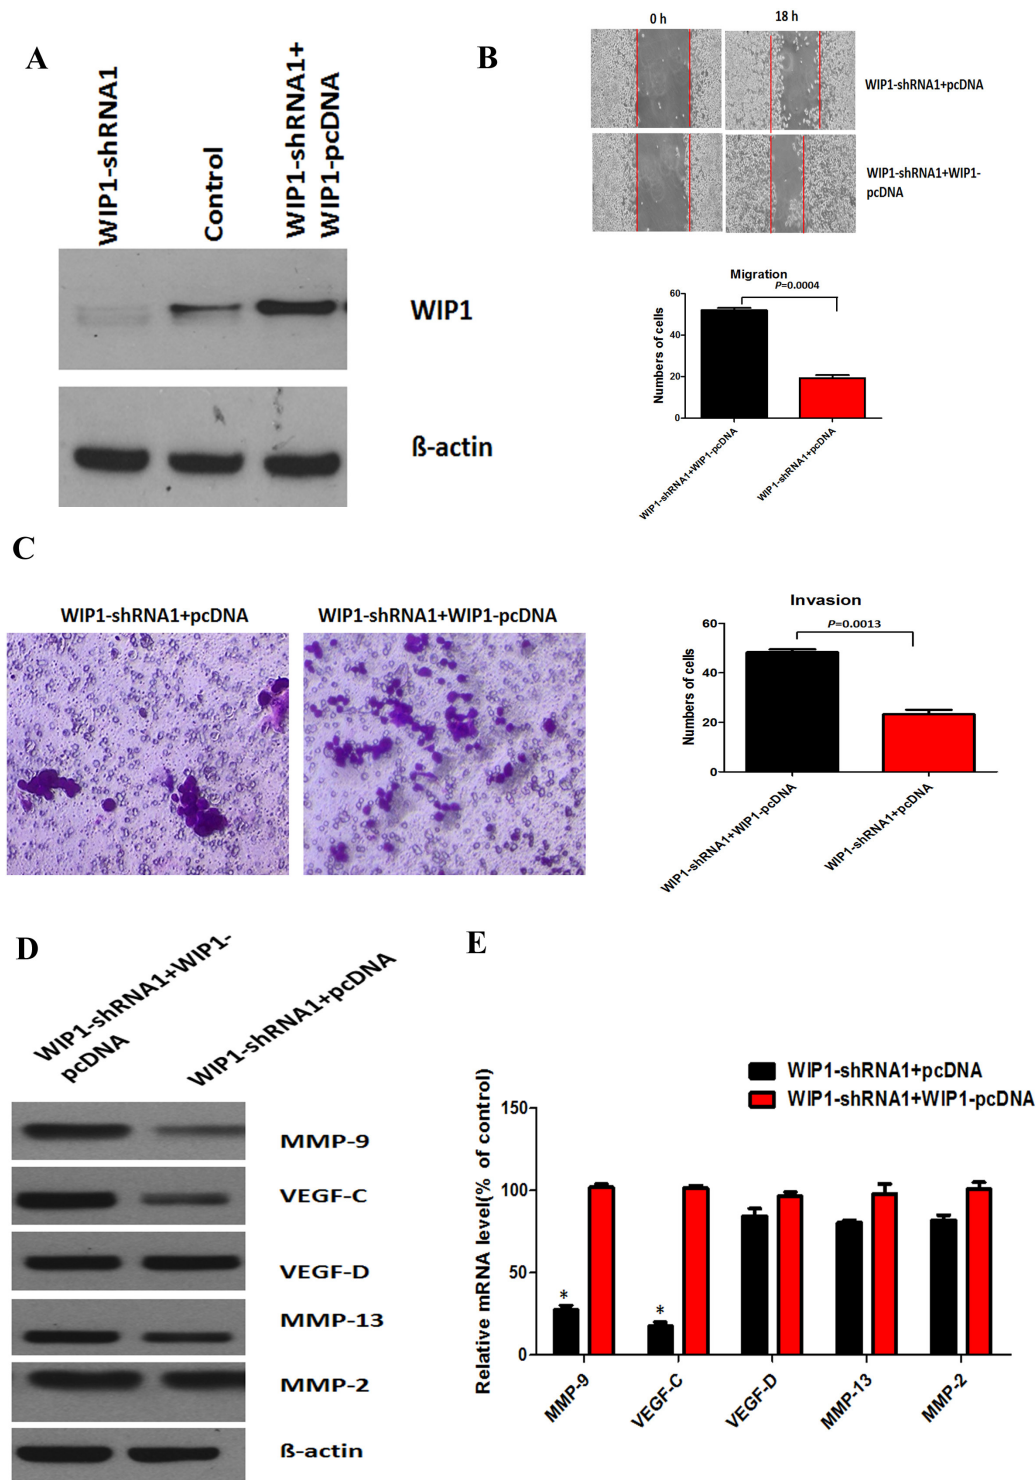 A
WIP1-shRNA1
Control
WIP1-shRNA1+
WIP1-pcDNA
WIP1
ß-actin
B
0 h
18 h
WIP1-shRNA1+pcDNA
WIP1-shRNA1+WIP1-
pcDNA
Migration
P=0.0004
Numbers of cells
60
40
20
0
WIP1-shRNA1+WIP1-pcDNA
WIP1-shRNA1+pcDNA
C
WIP1-shRNA1+pcDNA
WIP1-shRNA1+WIP1-pcDNA
Invasion
P=0.0013
Numbers of cells
60
40
20
0
WIP1-shRNA1+WIP1-pcDNA
WIP1-shRNA1+pcDNA
D
WIP1-shRNA1+WIP1-
pcDNA
WIP1-shRNA1+pcDNA
MMP-9
VEGF-C
VEGF-D
MMP-13
MMP-2
ß-actin
E
WIP1-shRNA1+pcDNA
WIP1-shRNA1+WIP1-pcDNA
Relative mRNA level(% of control)
150
100
50
0
*
*
MMP-9
VEGF-C
VEGF-D
MMP-13
MMP-2